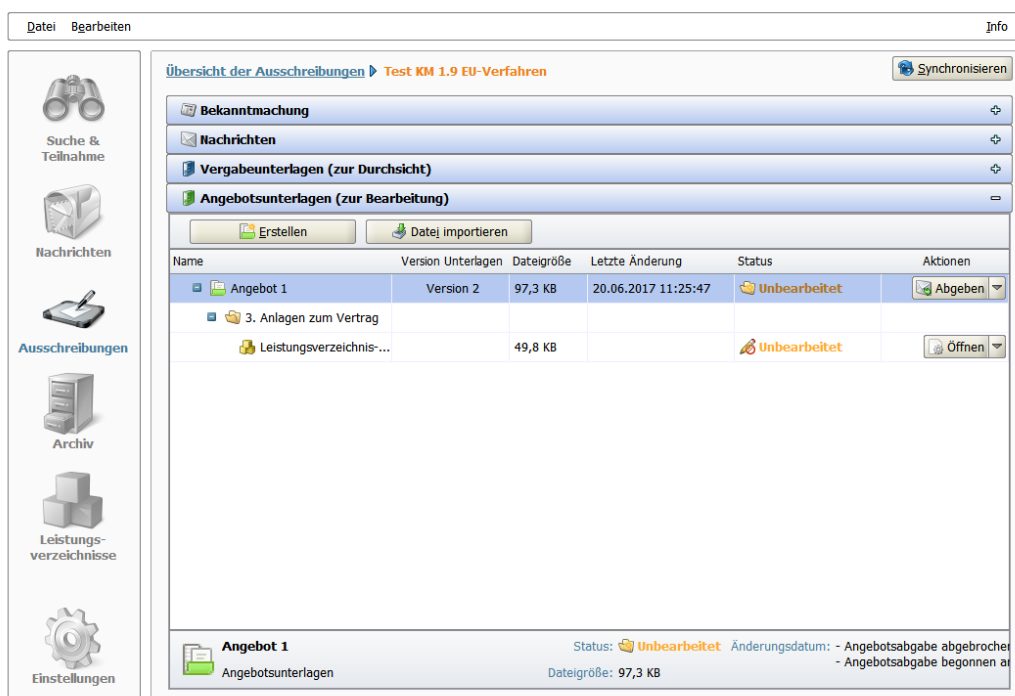 Datei Bearbeiten Info
Suche &
Teilnahme
Nachrichten
Ausschreibungen
Archiv
Leistungs-
verzeichnisse
Einstellungen
Übersicht der Ausschreibungen Test KM 1.9 EU-Verfahren Synchronisieren
Bekanntmachung
Nachrichten
Vergabeunterlagen (zur Durchsicht)
Angebotsunterlagen (zur Bearbeitung)
Erstellen Datei importieren
Name Version Unterlagen Dateigröße Letzte Änderung Status Aktionen
Angebot 1 Version 2 97,3 KB 20.06.2017 11:25:47 Unbearbeitet Abgeben
3. Anlagen zum Vertrag
Leistungsverzeichnis-... 49,8 KB Unbearbeitet Öffnen
Angebot 1 Status: Unbearbeitet Änderungsdatum: - Angebotsabgabe abgebrochen
- Angebotsabgabe begonnen
Angebotsunterlagen Dateigröße: 97,3 KB